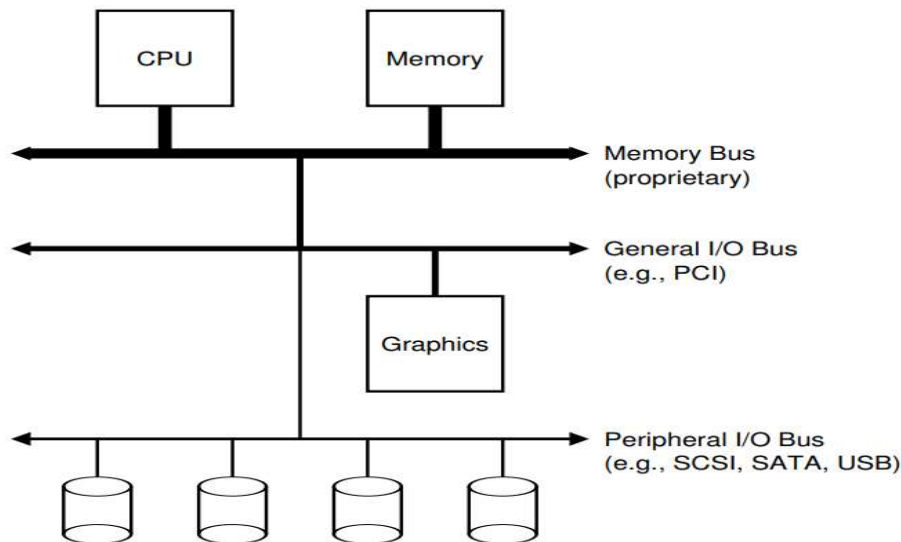 CPU
Memory
Memory Bus
(proprietary)
General I/O Bus
(e.g., PCI)
Graphics
Peripheral I/O Bus
(e.g., SCSI, SATA, USB)